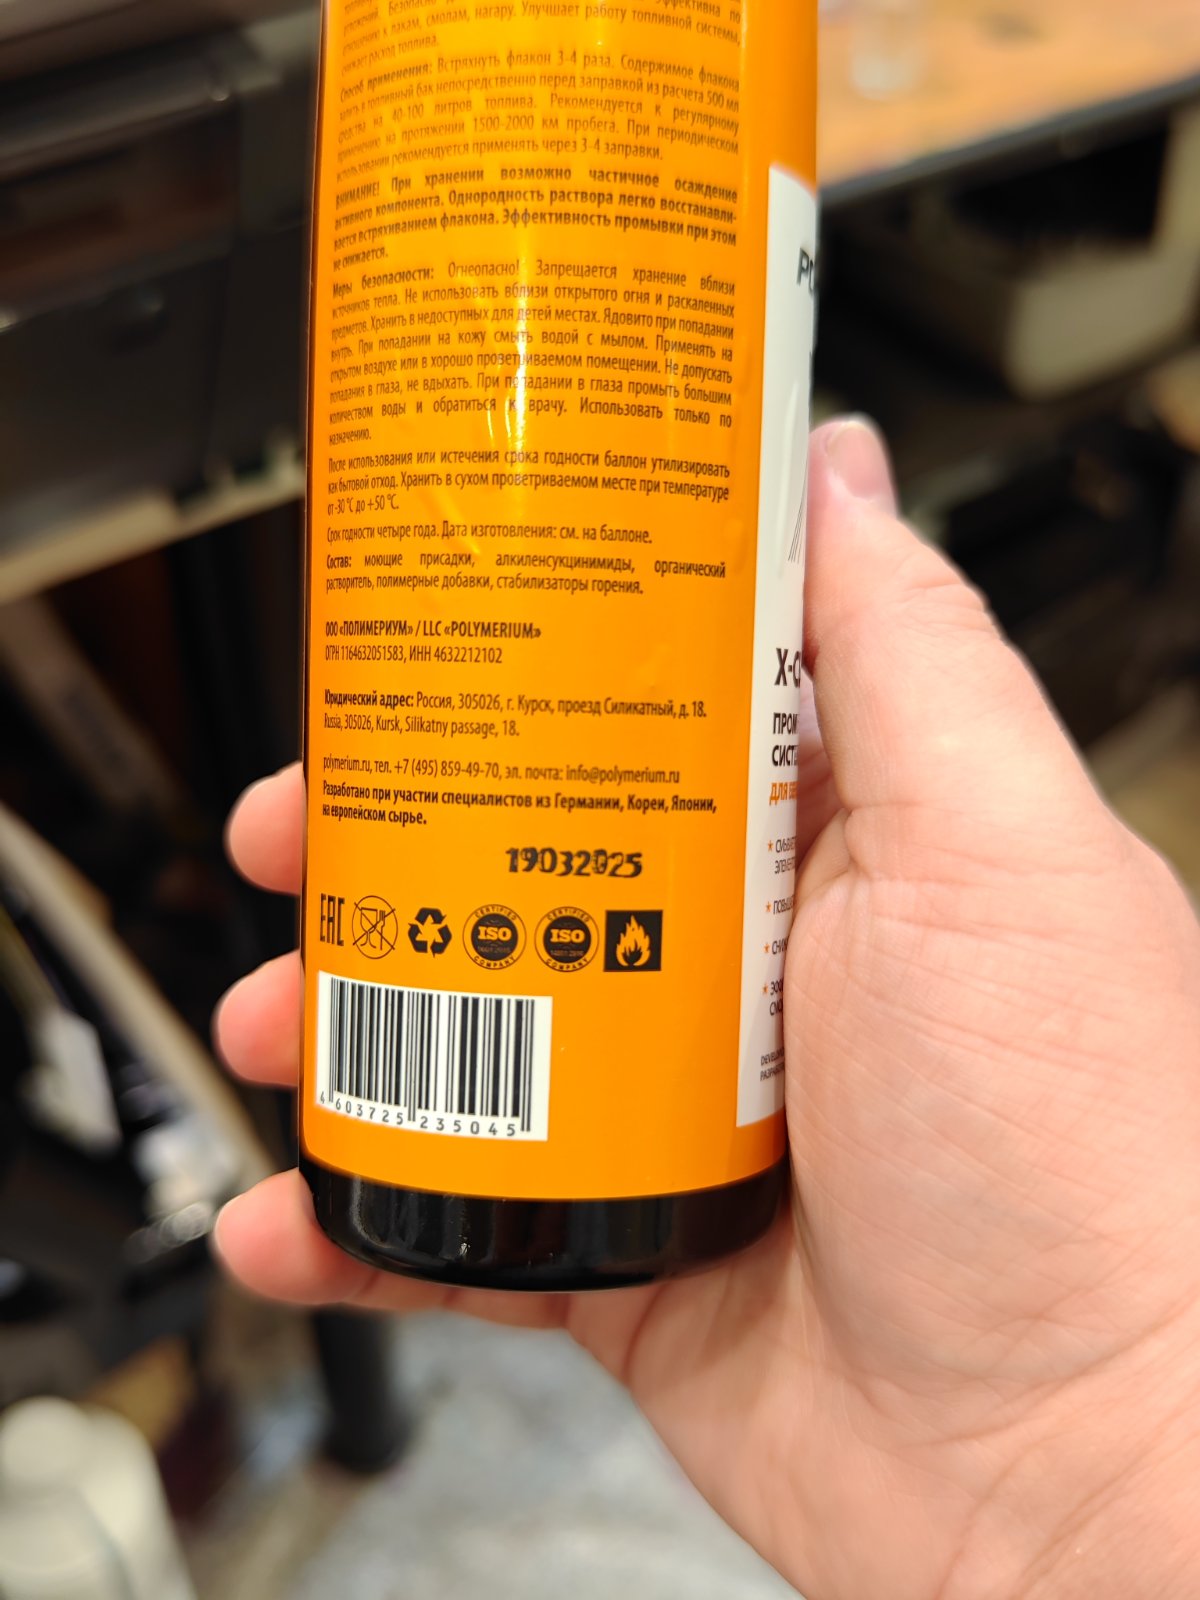 эффективна по
отношению к лакам, смолам, нагару. Улучшает работу топливной системы,
снижает расход топлива.
Способ применения: Встряхнуть флакон 3-4 раза. Содержимое флакона
залить в топливный бак непосредственно перед заправкой из расчета 500 мл
средства на 40-100 литров топлива. Рекомендуется к регулярному
применению на протяжении 1500-2000 км пробега. При периодическом
использовании рекомендуется применять через 3-4 заправки.
ВНИМАНИЕ! При хранении возможно частичное осаждение
активного компонента. Однородность раствора легко восстанавли-
вается встряхиванием флакона. Эффективность промывки при этом
не снижается.
Меры безопасности: Огнеопасно! Запрещается хранение вблизи
источников тепла. Не использовать вблизи открытого огня и раскаленных
предметов. Хранить в недоступных для детей местах. Ядовито при попадании
внутрь. При попадании на кожу смыть водой с мылом. Применять на
открытом воздухе или в хорошо проветриваемом помещении. Не допускать
попадания в глаза, не вдыхать. При попадании в глаза промыть большим
количеством воды и обратиться к врачу. Использовать только по
назначению.
После использования или истечения срока годности баллон утилизировать
как бытовой отход. Хранить в сухом проветриваемом месте при температуре
от -30 °C до +50 °C.
Срок годности четыре года. Дата изготовления: см. на баллоне.
Состав: моющие присадки, алкиленсукцинимиды, органический
растворитель, полимерные добавки, стабилизаторы горения.
ООО «ПОЛИМЕРИУМ» / LLC «POLYMERIUM»
ОГРН 1164632051583, ИНН 4632212102
Юридический адрес: Россия, 305026, г. Курск, проезд Силикатный, д. 18.
Russia, 305026, Kursk, Silikatny passage, 18.
polymerium.ru, тел. +7 (495) 859-49-70, эл. почта: info@polymerium.ru
Разработано при участии специалистов из Германии, Кореи, Японии,
на европейском сырье.
19032025
EAC
CERTIFIED ISO COMPANY
CERTIFIED ISO COMPANY
4 603725 235045